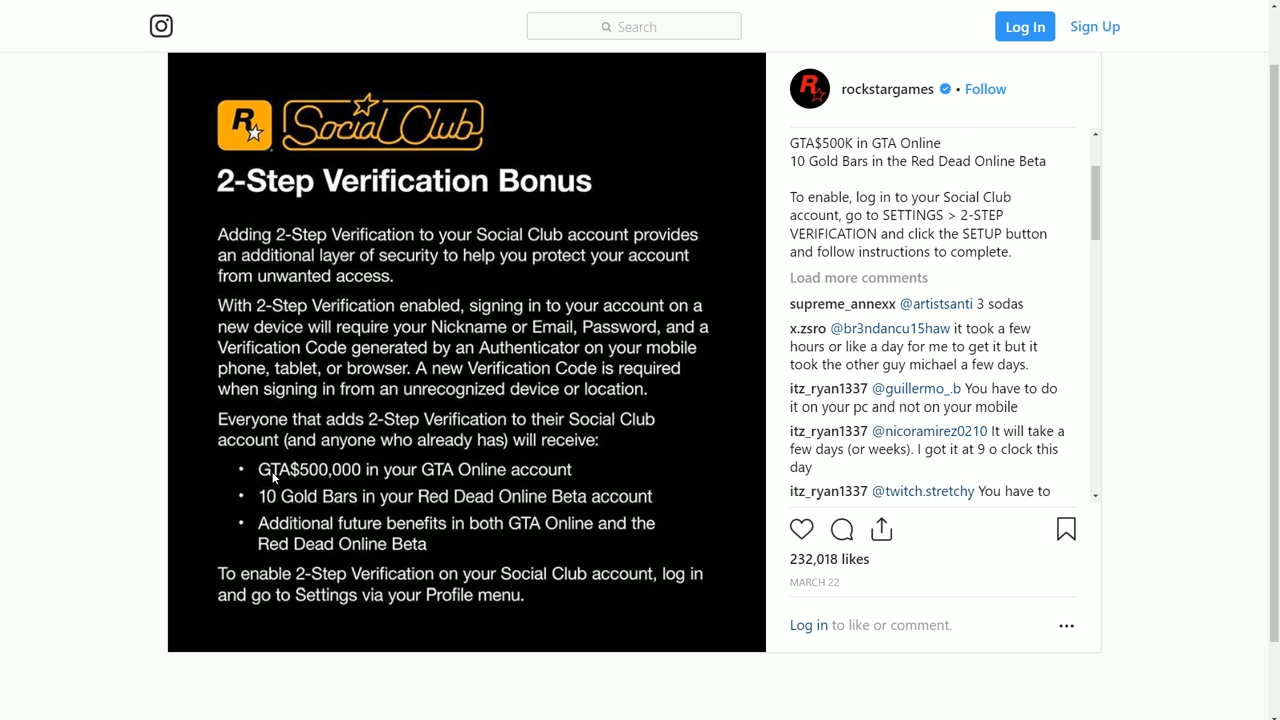 Search
Log In
Sign Up
R
Social Club
2-Step Verification Bonus
Adding 2-Step Verification to your Social Club account provides
an additional layer of security to help you protect your account
from unwanted access.
With 2-Step Verification enabled, signing in to your account on a
new device will require your Nickname or Email, Password, and a
Verification Code generated by an Authenticator on your mobile
phone, tablet, or browser. A new Verification Code is required
when signing in from an unrecognized device or location.
Everyone that adds 2-Step Verification to their Social Club
account (and anyone who already has) will receive:
• GTA$500,000 in your GTA Online account
• 10 Gold Bars in your Red Dead Online Beta account
• Additional future benefits in both GTA Online and the
Red Dead Online Beta
To enable 2-Step Verification on your Social Club account, log in
and go to Settings via your Profile menu.
R
rockstargames • Follow
GTA$500K in GTA Online
10 Gold Bars in the Red Dead Online Beta
To enable, log in to your Social Club
account, go to SETTINGS > 2-STEP
VERIFICATION and click the SETUP button
and follow instructions to complete.
Load more comments
supreme_annexx @artistsanti 3 sodas
x.zsro @br3ndancu15haw it took a few
hours or like a day for me to get it but it
took the other guy michael a few days.
itz_ryan1337 @guillermo_.b You have to do
it on your pc and not on your mobile
itz_ryan1337 @nicoramirez0210 It will take a
few days (or weeks). I got it at 9 o clock this
day
itz_ryan1337 @twitch.stretchy You have to
232,018 likes
MARCH 22
Log in to like or comment.